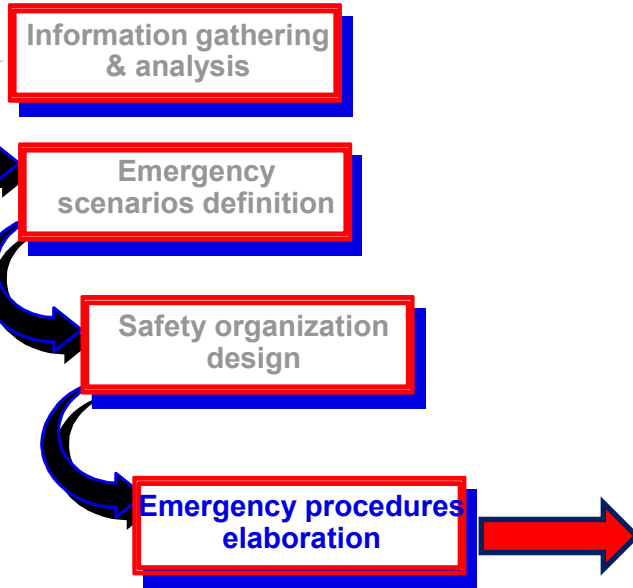 Information gathering
& analysis
Emergency
scenarios definition
Safety organization
design
Emergency procedures
elaboration